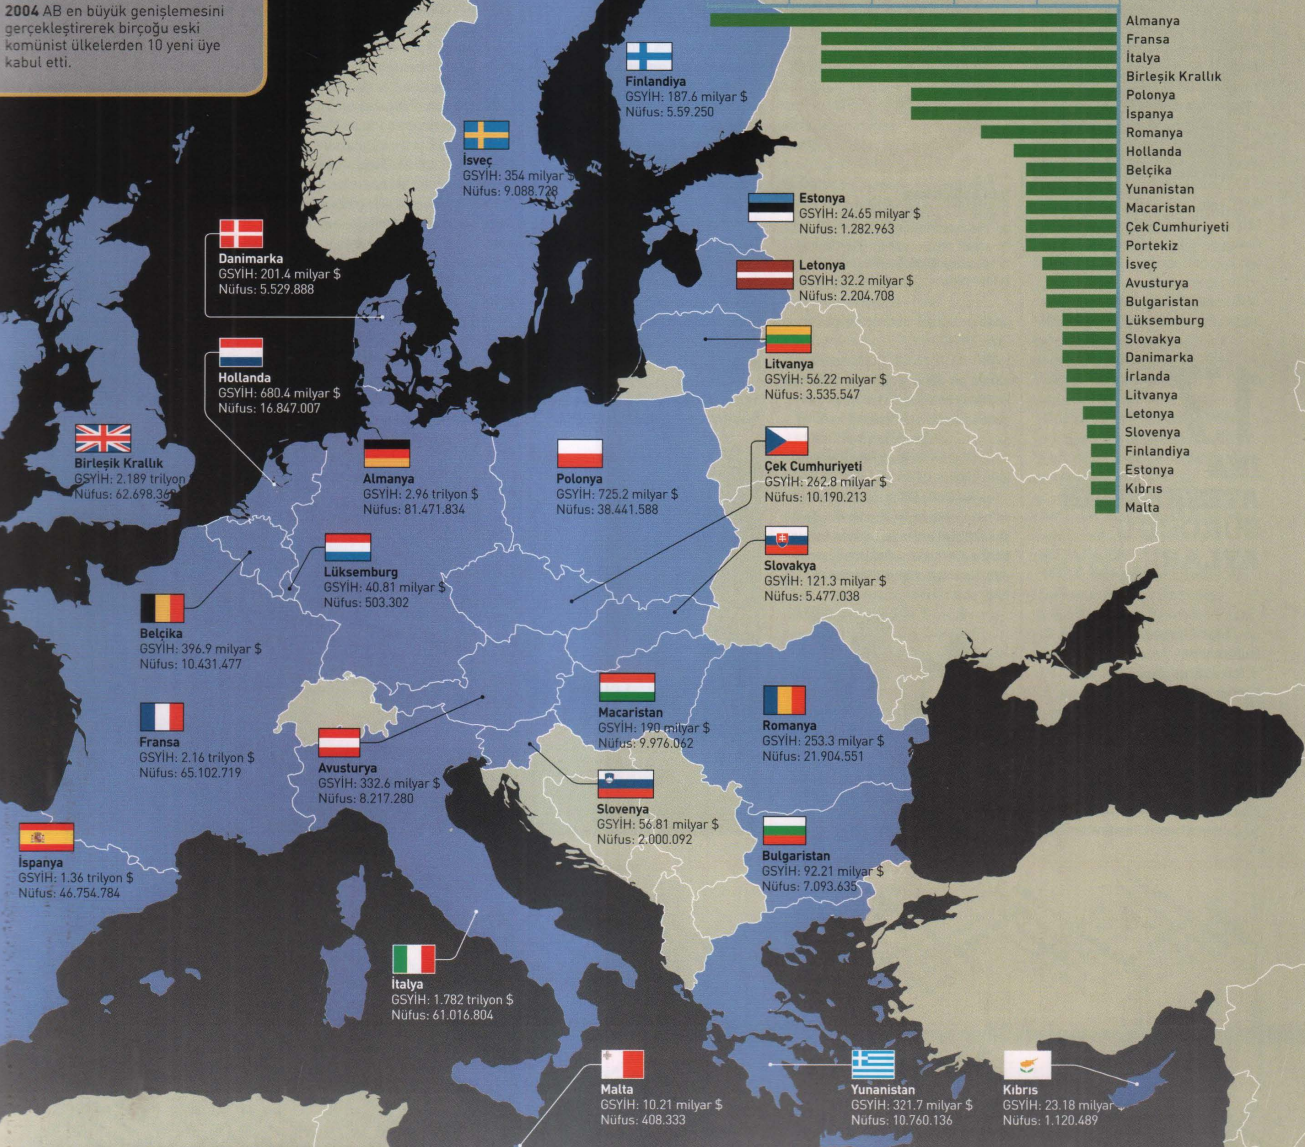 2004 AB en büyük genişlemesini
gerçekleştirerek birçoğu eski
komünist ülkelerden 10 yeni üye
kabul etti.
Finlandiya
GSYİH: 187.6 milyar $
Nüfus: 5.59.250
İsveç
GSYİH: 354 milyar $
Nüfus: 9.088.728
Estonya
GSYİH: 24.65 milyar $
Nüfus: 1.282.963
Danimarka
GSYİH: 201.4 milyar $
Nüfus: 5.529.888
Letonya
GSYİH: 32.2 milyar $
Nüfus: 2.204.708
Hollanda
GSYİH: 680.4 milyar $
Nüfus: 16.847.007
Litvanya
GSYİH: 56.22 milyar $
Nüfus: 3.535.547
Birleşik Krallık
GSYİH: 2.189 trilyon
Nüfus:
Almanya
GSYİH: 2.96 trilyon $
Nüfus: 81.471.834
Polonya
GSYİH: 725.2 milyar $
Nüfus: 38.441.588
Çek Cumhuriyeti
GSYİH: 262.8 milyar $
Nüfus: 10.190.213
Lüksemburg
GSYİH: 40.81 milyar $
Nüfus: 503.302
Slovakya
GSYİH: 121.3 milyar $
Nüfus: 5.477.038
Belçika
GSYİH: 396.9 milyar $
Nüfus: 10.431.477
Fransa
GSYİH: 2.16 trilyon $
Nüfus: 65.102.719
Avusturya
GSYİH: 332.6 milyar $
Nüfus: 8.217.280
Macaristan
GSYİH: 190 milyar $
Nüfus: 9.976.062
Romanya
GSYİH: 253.3 milyar $
Nüfus: 21.904.551
Slovenya
GSYİH: 56.81 milyar $
Nüfus: 2.000.092
Bulgaristan
GSYİH: 92.21 milyar $
Nüfus: 7.093.635
İspanya
GSYİH: 1.36 trilyon $
Nüfus: 46.754.784
İtalya
GSYİH: 1.782 trilyon $
Nüfus: 61.016.804
Malta
GSYİH: 10.21 milyar $
Nüfus: 408.333
Yunanistan
GSYİH: 321.7 milyar $
Nüfus: 10.760.136
Kıbrıs
GSYİH: 23.18 milyar
Nüfus: 1.120.489
Almanya
Fransa
İtalya
Birleşik Krallık
Polonya
İspanya
Romanya
Hollanda
Belçika
Yunanistan
Macaristan
Çek Cumhuriyeti
Portekiz
İsveç
Avusturya
Bulgaristan
Lüksemburg
Slovakya
Danimarka
İrlanda
Litvanya
Letonya
Slovenya
Finlandiya
Estonya
Kıbrıs
Malta